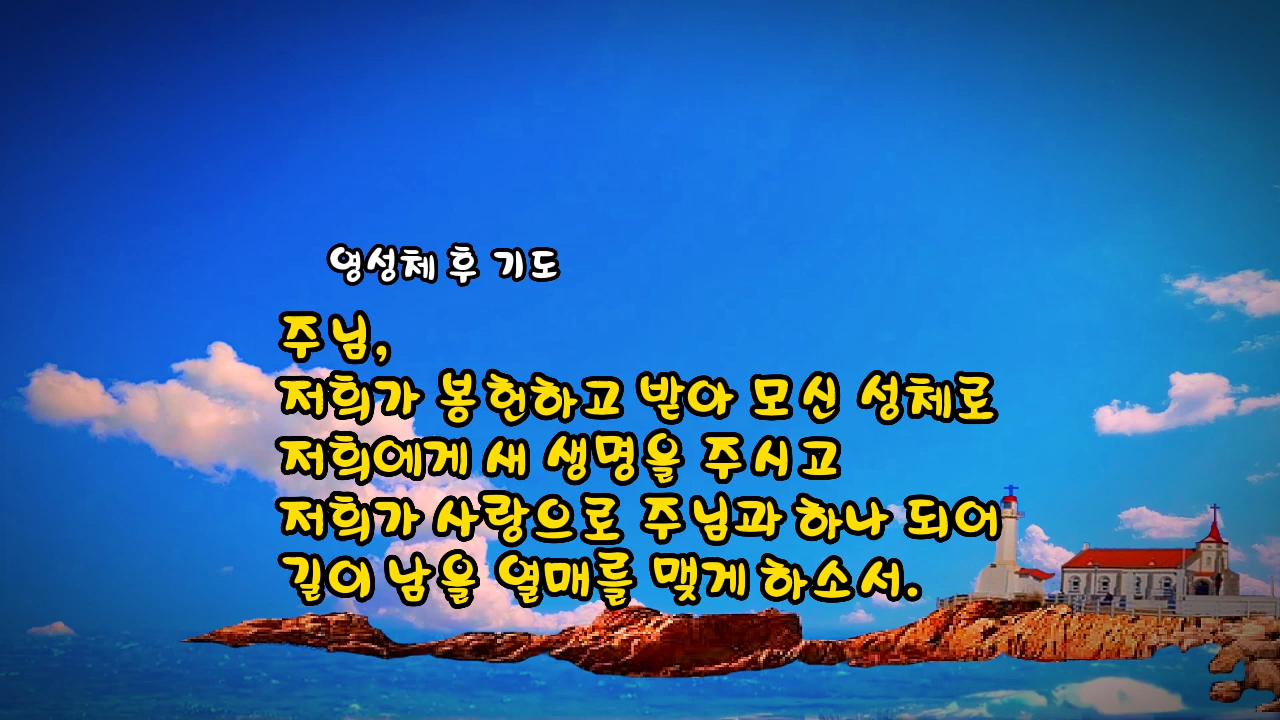 영성체 후 기도
주님,
저희가 봉헌하고 받아 모신 성체로
저희에게 새 생명을 주시고
저희가 사랑으로 주님과 하나 되어
길이 남을 열매를 맺게 하소서.